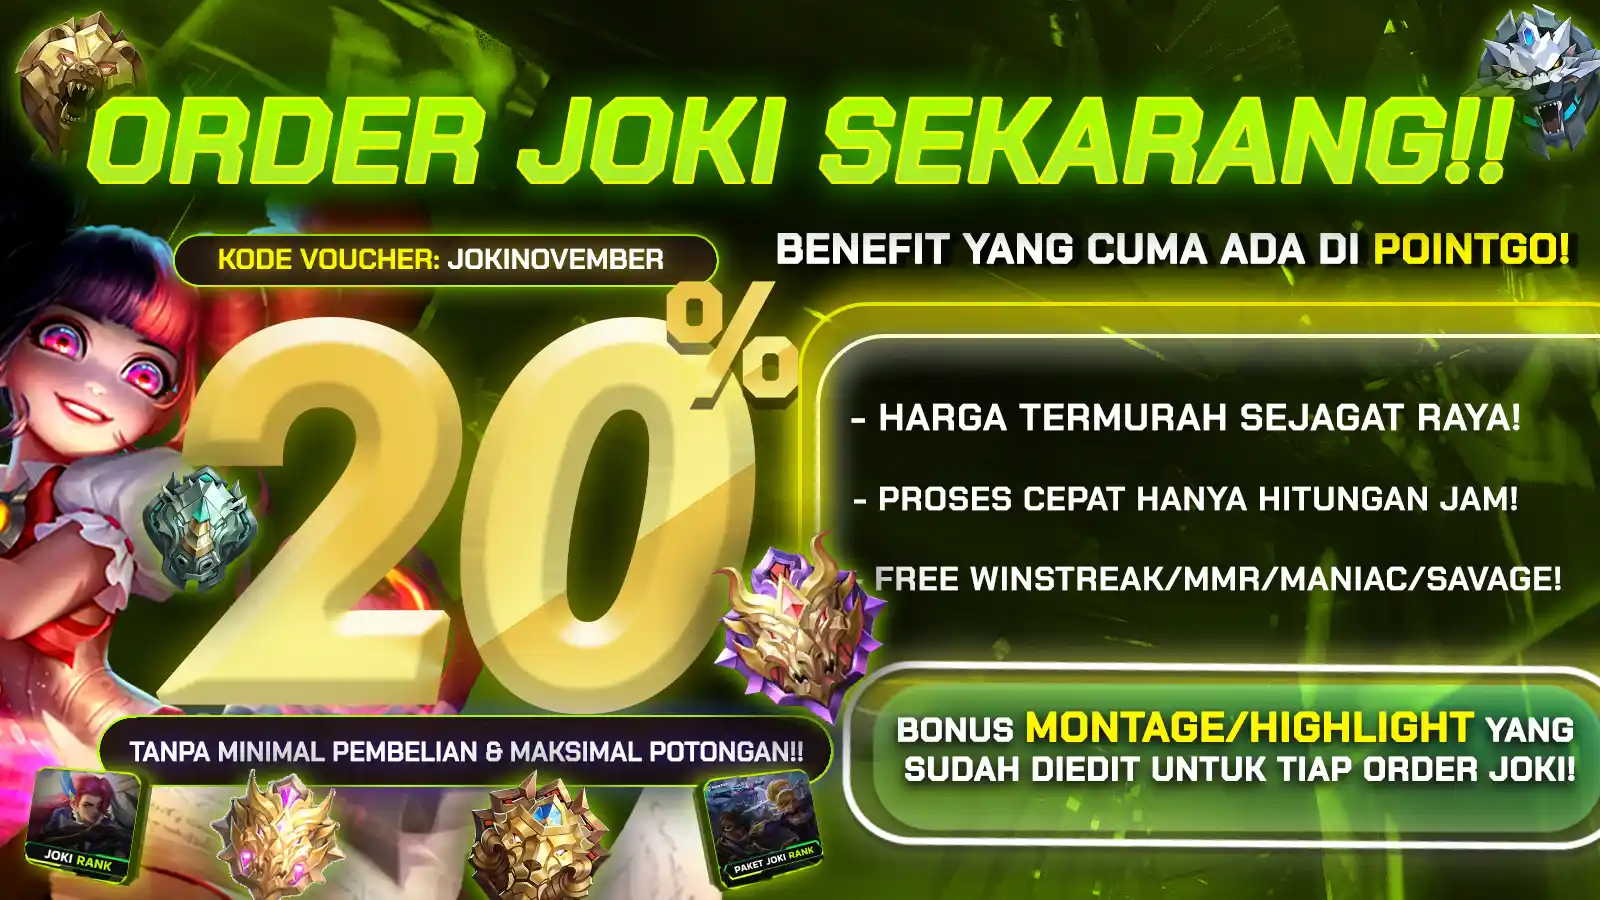 ORDER JOKI SEKARANG!!
KODE VOUCHER: JOKINOVEMBER
20%
TANPA MINIMAL PEMBELIAN & MAKSIMAL POTONGAN!!
JOKI RANK
PAKET JOKI RANK
BENEFIT YANG CUMA ADA DI POINTGO!
- HARGA TERMURAH SEJAGAT RAYA!
- PROSES CEPAT HANYA HITUNGAN JAM!
FREE WINSTREAK/MMR/MANIAC/SAVAGE!
BONUS MONTAGE/HIGHLIGHT YANG
SUDAH DIEDIT UNTUK TIAP ORDER JOKI!